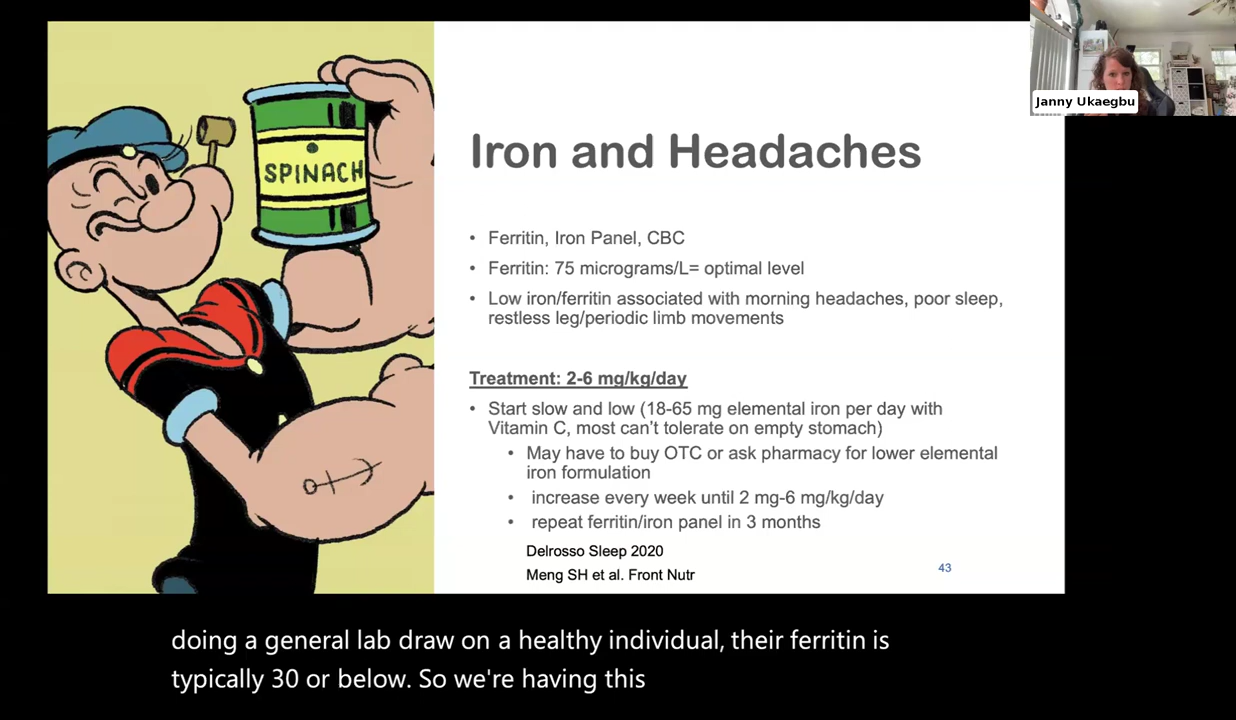 Janny Ukaegbu
SPINACH
Iron and Headaches
• Ferritin, Iron Panel, CBC
• Ferritin: 75 micrograms/L= optimal level
• Low iron/ferritin associated with morning headaches, poor sleep,
restless leg/periodic limb movements
Treatment: 2-6 mg/kg/day
• Start slow and low (18-65 mg elemental iron per day with
Vitamin C, most can't tolerate on empty stomach)
• May have to buy OTC or ask pharmacy for lower elemental
iron formulation
• increase every week until 2 mg-6 mg/kg/day
• repeat ferritin/iron panel in 3 months
Delrosso Sleep 2020
Meng SH et al. Front Nutr
43
doing a general lab draw on a healthy individual, their ferritin is
typically 30 or below. So we're having this